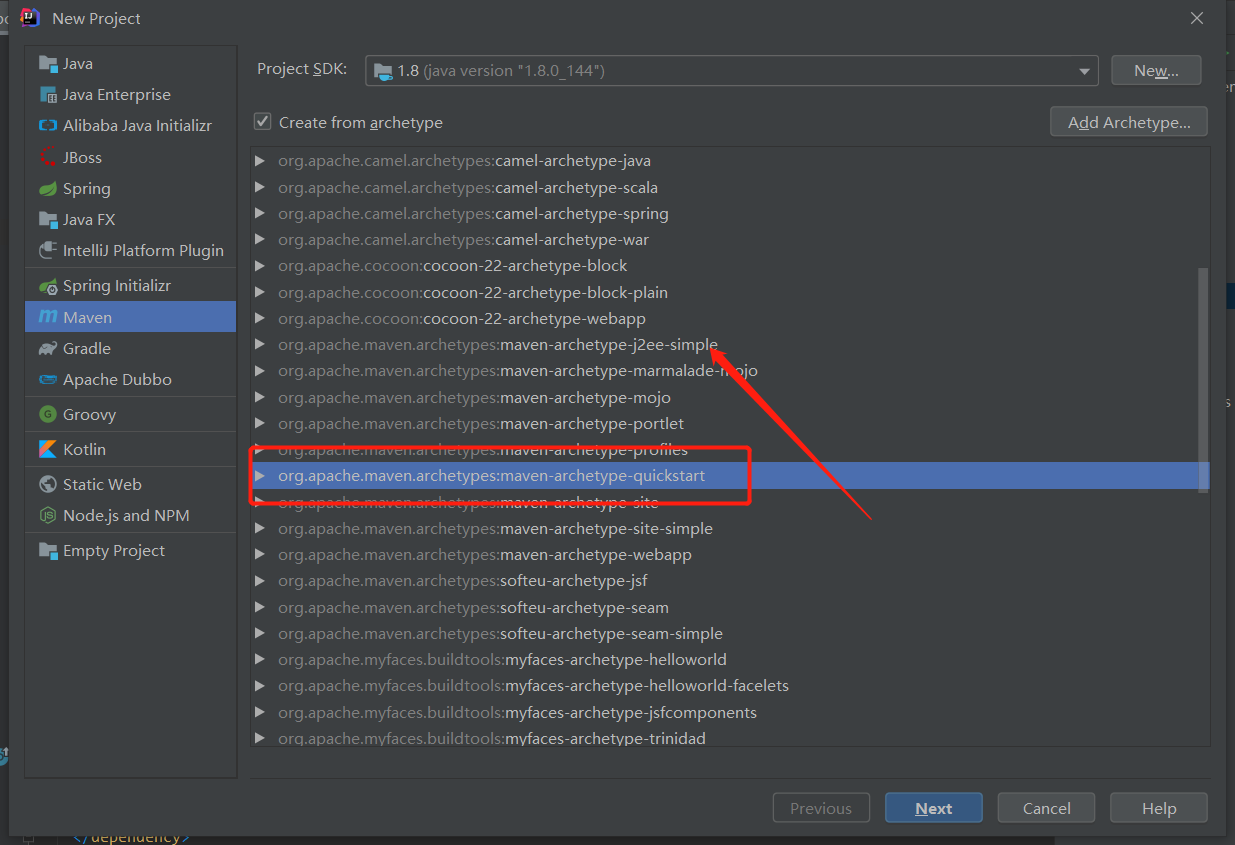 New Project
Java
Java Enterprise
Alibaba Java Initializr
JBoss
Spring
Java FX
IntelliJ Platform Plugin
Spring Initializr
Maven
Gradle
Apache Dubbo
Groovy
Kotlin
Static Web
Node.js and NPM
Empty Project
Project SDK: 1.8 (java version "1.8.0_144") New...
Create from archetype Add Archetype...
org.apache.camel.archetypes:camel-archetype-java
org.apache.camel.archetypes:camel-archetype-scala
org.apache.camel.archetypes:camel-archetype-spring
org.apache.camel.archetypes:camel-archetype-war
org.apache.cocoon:cocoon-22-archetype-block
org.apache.cocoon:cocoon-22-archetype-block-plain
org.apache.cocoon:cocoon-22-archetype-webapp
org.apache.maven.archetypes:maven-archetype-j2ee-simple
org.apache.maven.archetypes:maven-archetype-marmalade-mojo
org.apache.maven.archetypes:maven-archetype-mojo
org.apache.maven.archetypes:maven-archetype-portlet
org.apache.maven.archetypes:maven-archetype-profiles
org.apache.maven.archetypes:maven-archetype-quickstart
org.apache.maven.archetypes:maven-archetype-site
org.apache.maven.archetypes:maven-archetype-site-simple
org.apache.maven.archetypes:maven-archetype-webapp
org.apache.maven.archetypes:softeu-archetype-jsf
org.apache.maven.archetypes:softeu-archetype-seam
org.apache.maven.archetypes:softeu-archetype-seam-simple
org.apache.myfaces.buildtools:myfaces-archetype-helloworld
org.apache.myfaces.buildtools:myfaces-archetype-helloworld-facelets
org.apache.myfaces.buildtools:myfaces-archetype-jsfcomponents
org.apache.myfaces.buildtools:myfaces-archetype-trinidad
Previous Next Cancel Help
</dependency>